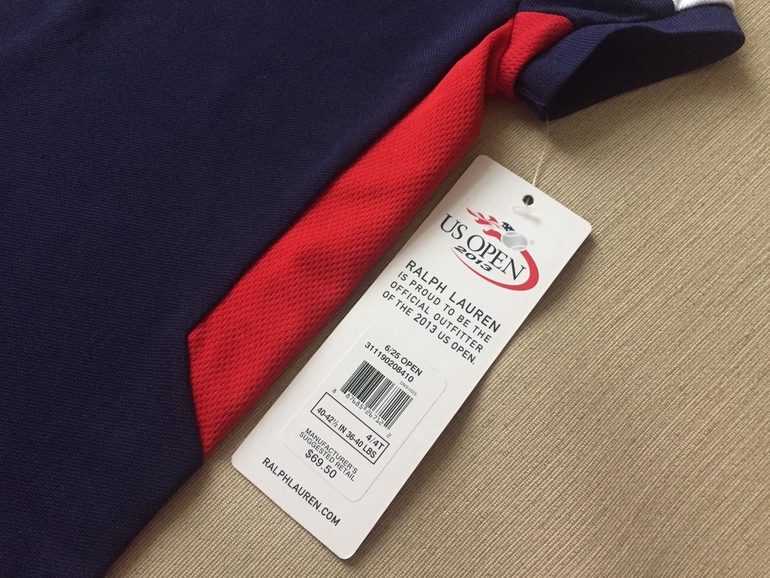 US OPEN
2013
RALPH LAUREN
IS PROUD TO BE THE
OFFICIAL OUTFITTER
OF THE 2013 US OPEN.
6/25 OPEN
311190208410
4/4T
40-42½ IN 36-40 LBS
MANUFACTURER'S
SUGGESTED RETAIL
$69.50
RALPHLAUREN.COM